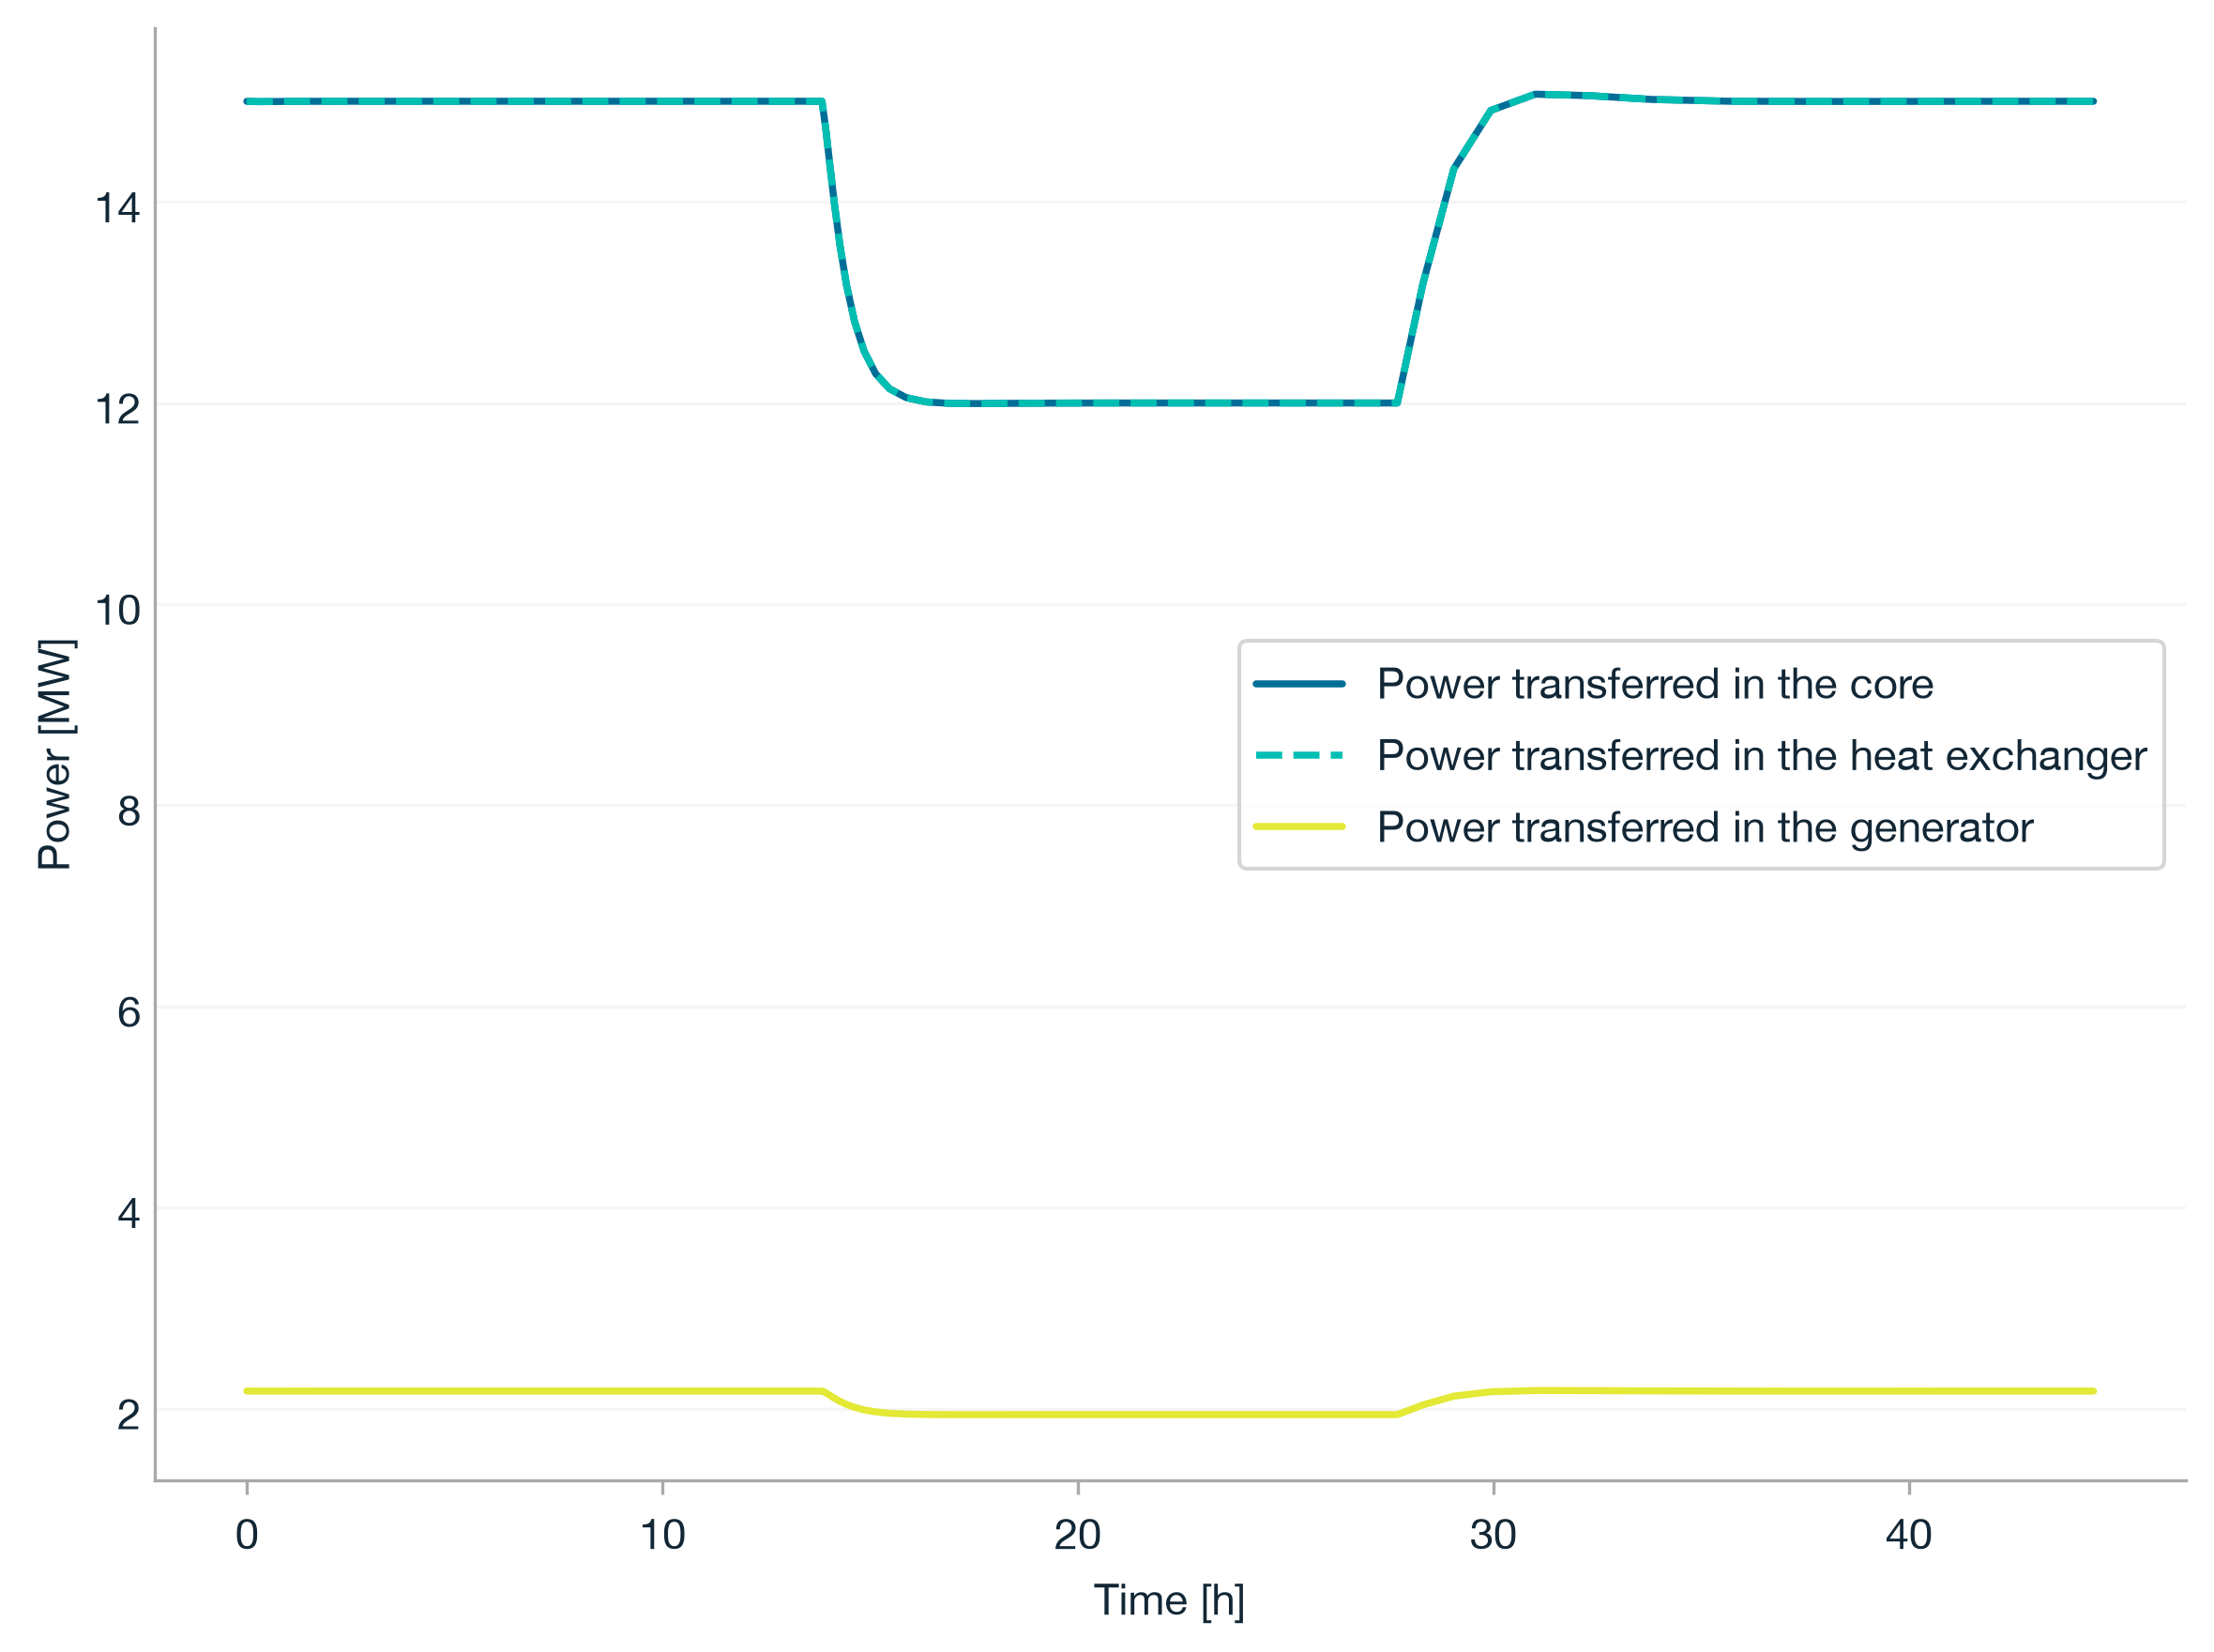 14
12
10
8
6
4
2
Power [MW]
Power transferred in the core
Power transferred in the heat exchanger
Power transferred in the generator
0 10 20 30 40
Time [h]